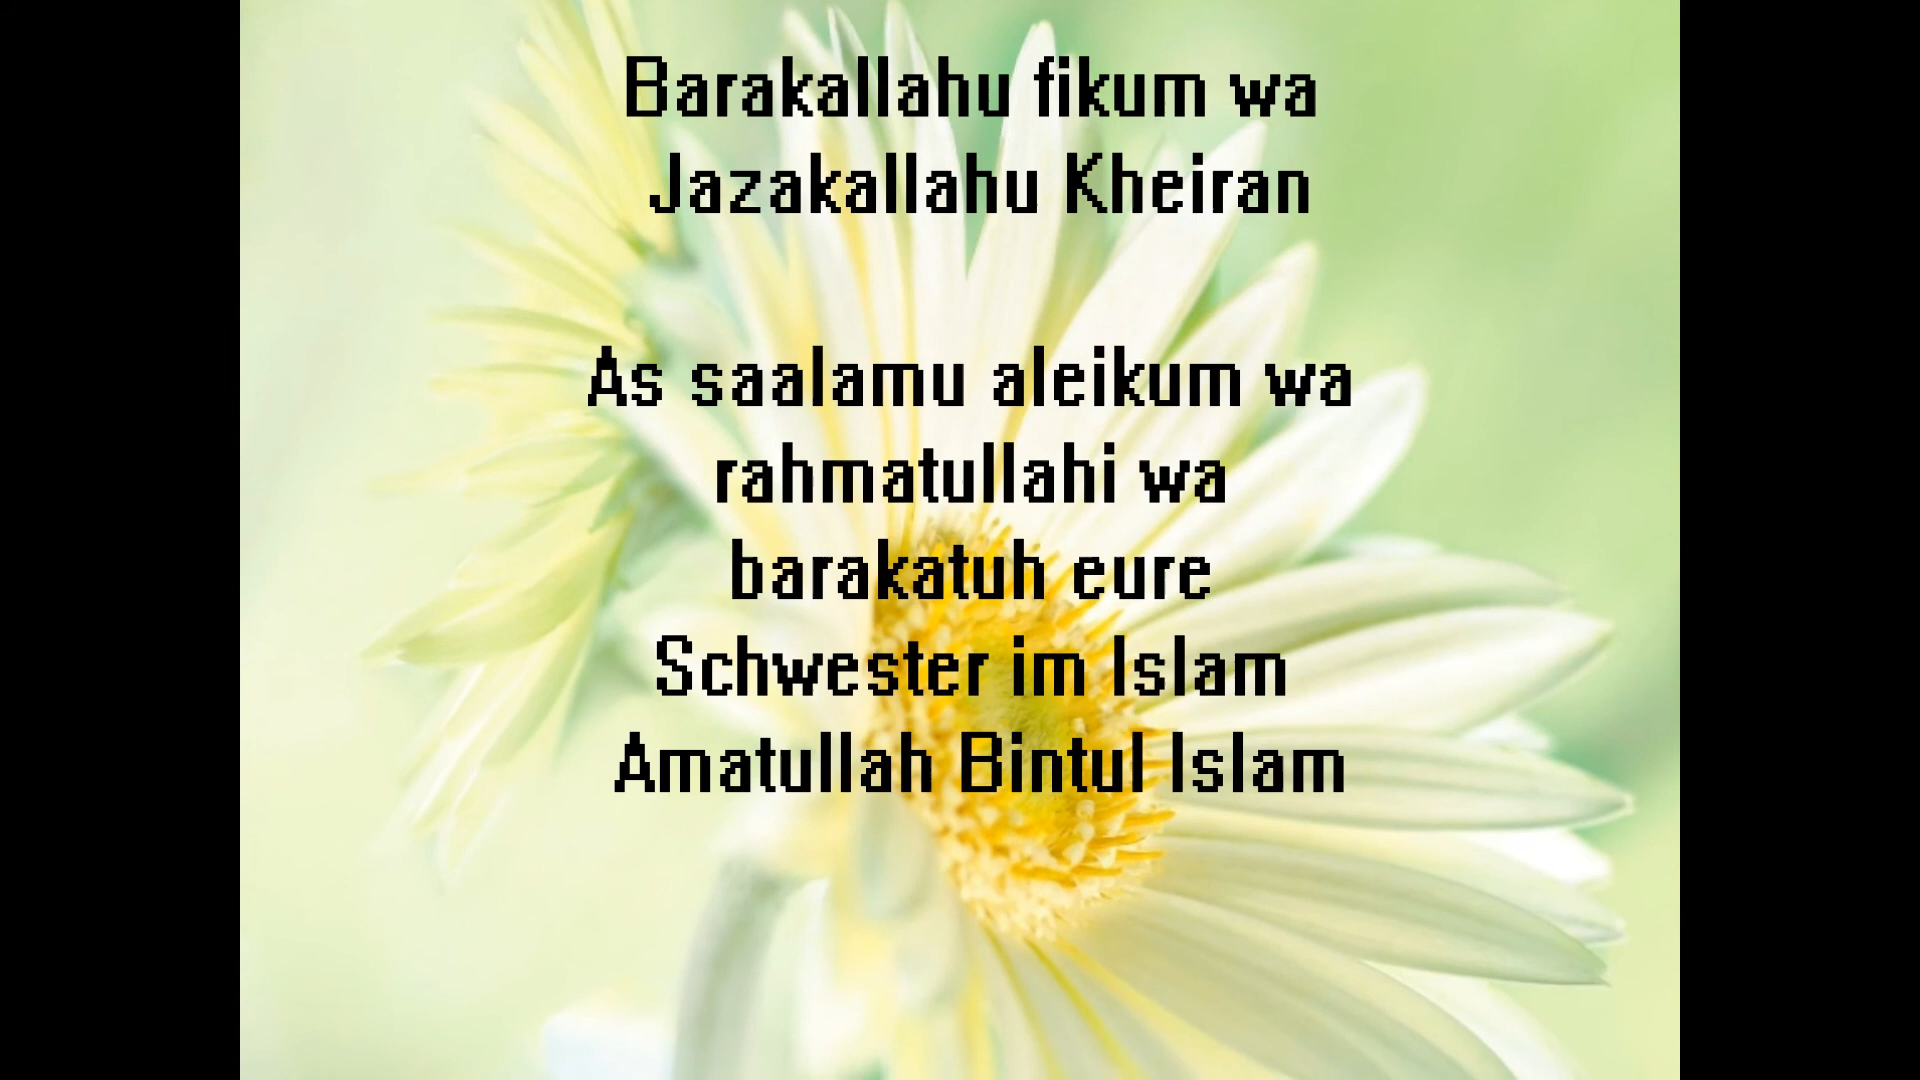 Barakallahu fikum wa
Jazakallahu Kheiran
As saalamu aleikum wa
rahmatullahi wa
barakatuh eure
Schwester im Islam
Amatullah Bintul Islam